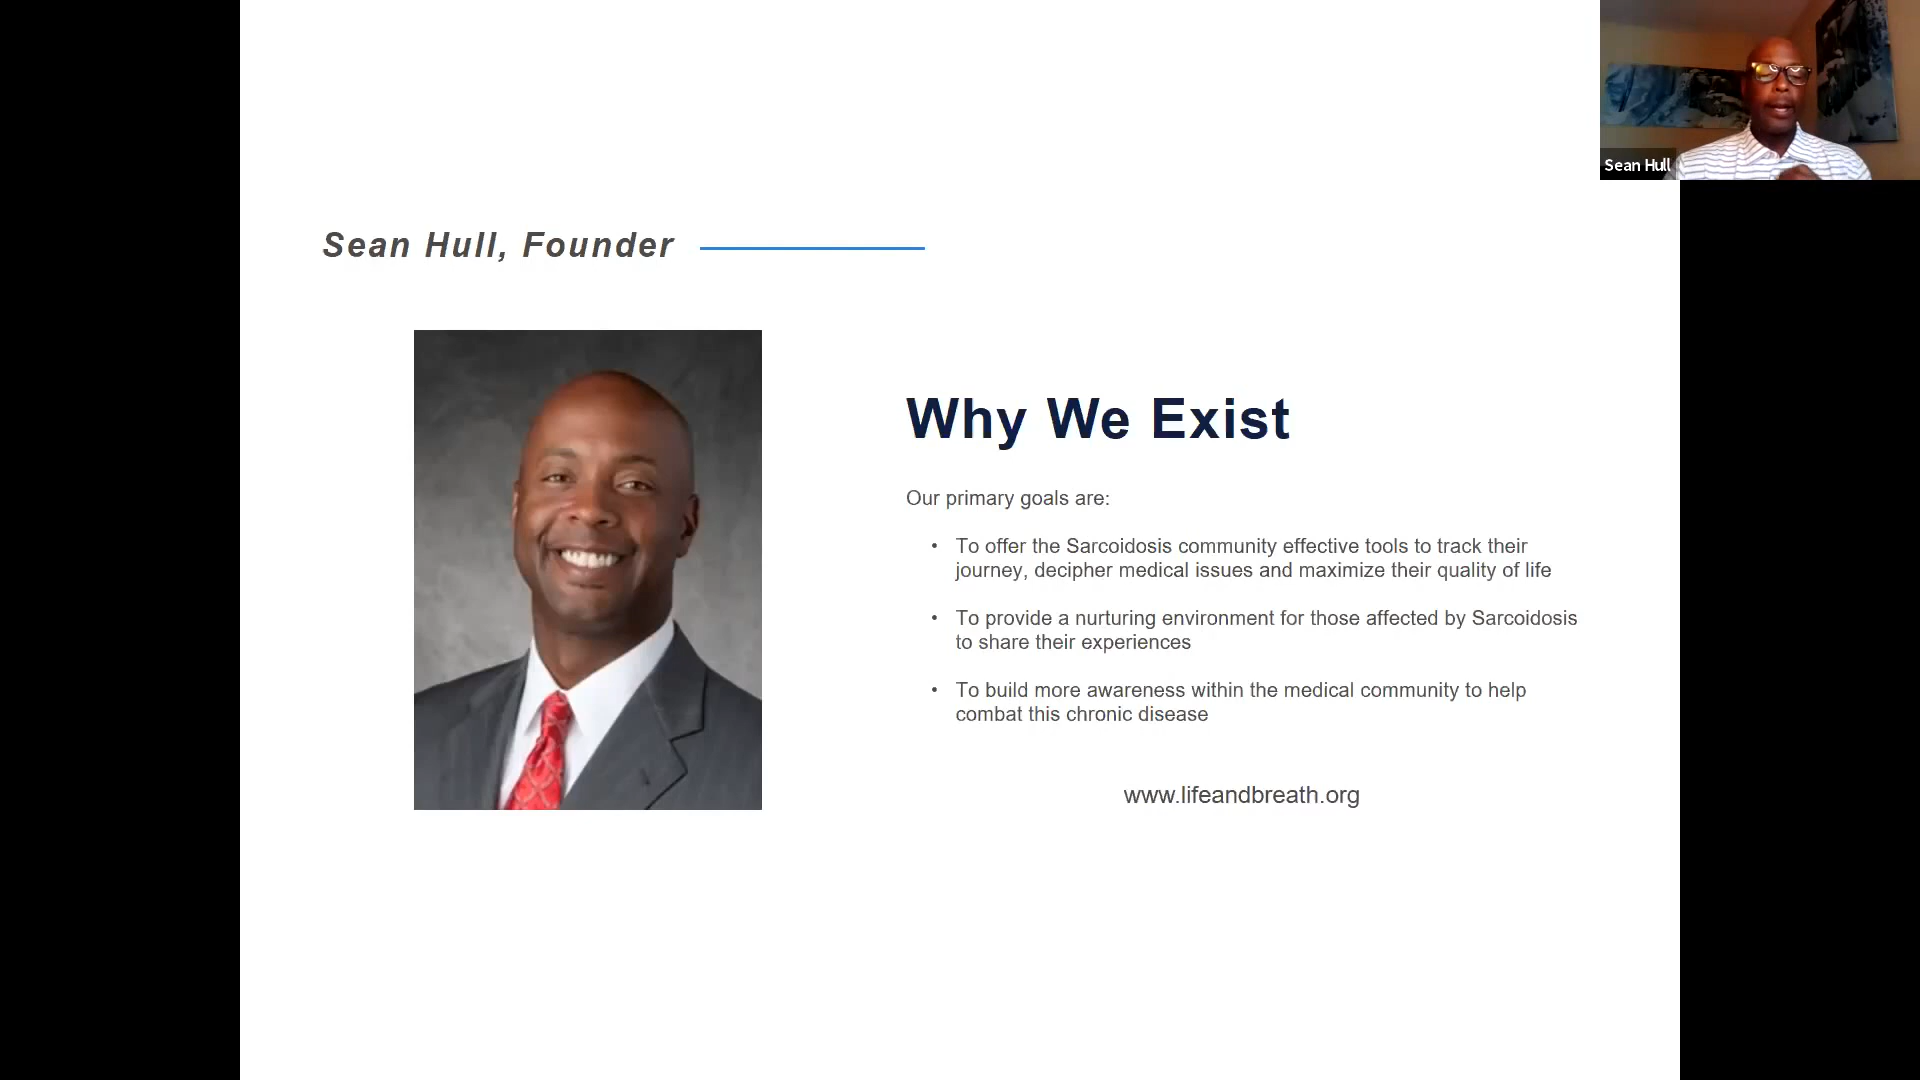 Sean Hull
Sean Hull, Founder
Why We Exist
Our primary goals are:
• To offer the Sarcoidosis community effective tools to track their
journey, decipher medical issues and maximize their quality of life
• To provide a nurturing environment for those affected by Sarcoidosis
to share their experiences
• To build more awareness within the medical community to help
combat this chronic disease
www.lifeandbreath.org